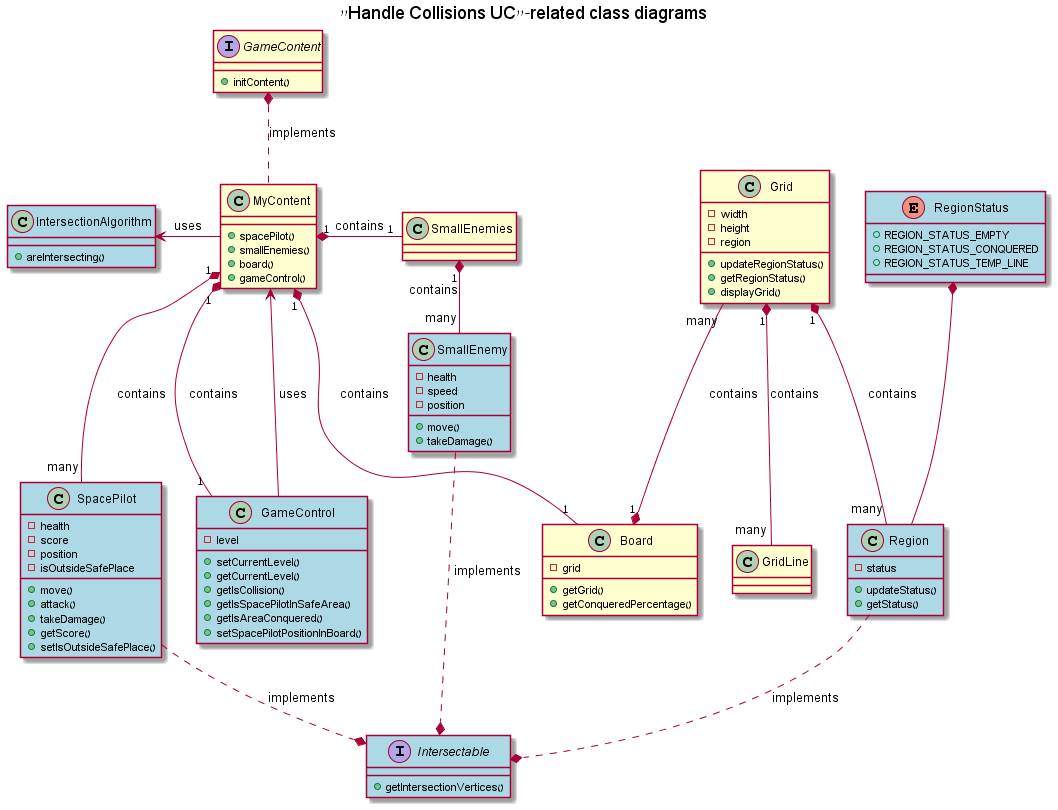 "Handle Collisions UC"-related class diagrams
I GameContent
initContent()
implements
C IntersectionAlgorithm
areIntersecting()
uses
C MyContent
spacePilot()
smallEnemies()
board()
gameControl()
1 contains 1
C SmallEnemies
1
contains
many
C Grid
width
height
region
updateRegionStatus()
getRegionStatus()
displayGrid()
E RegionStatus
REGION_STATUS_EMPTY
REGION_STATUS_CONQUERED
REGION_STATUS_TEMP_LINE
1
1
1
many
1
1
C SmallEnemy
health
speed
position
move()
takeDamage()
contains
contains
uses
contains
contains
contains
contains
many
1
1
1
many
many
C SpacePilot
health
score
position
isOutsideSafePlace
move()
attack()
takeDamage()
getScore()
setIsOutsideSafePlace()
C GameControl
level
setCurrentLevel()
getCurrentLevel()
getIsCollision()
getIsSpacePilotInSafeArea()
getIsAreaConquered()
setSpacePilotPositionInBoard()
implements
C Board
grid
getGrid()
getConqueredPercentage()
C GridLine
C Region
status
updateStatus()
getStatus()
implements
implements
I Intersectable
getIntersectionVertices()